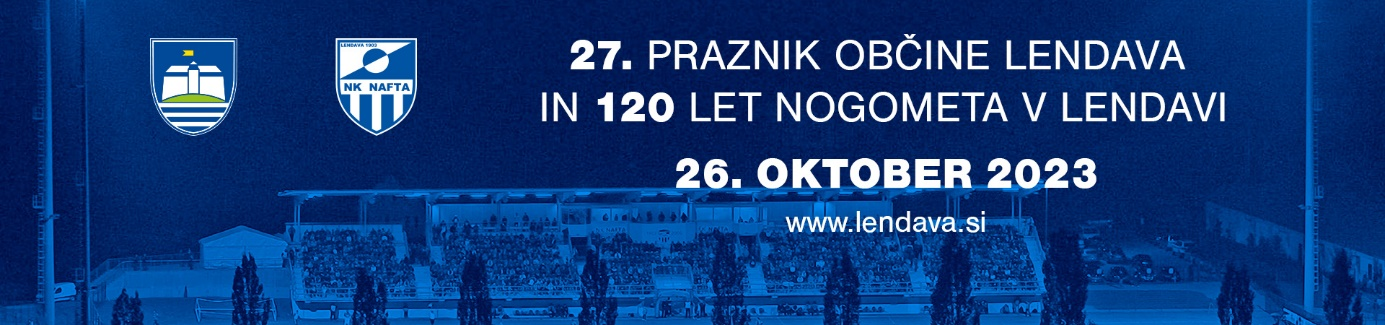 LENDAVA 1903
NK NAFTA
27. PRAZNIK OBČINE LENDAVA
IN 120 LET NOGOMETA V LENDAVI
26. OKTOBER 2023
www.lendava.si